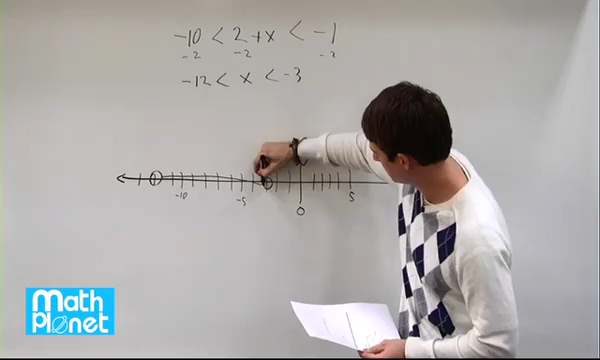 -10 < 2 + x < -1
-2 -2 -2
-12 < x < -3
-10 -5 0 5
Math
Planet